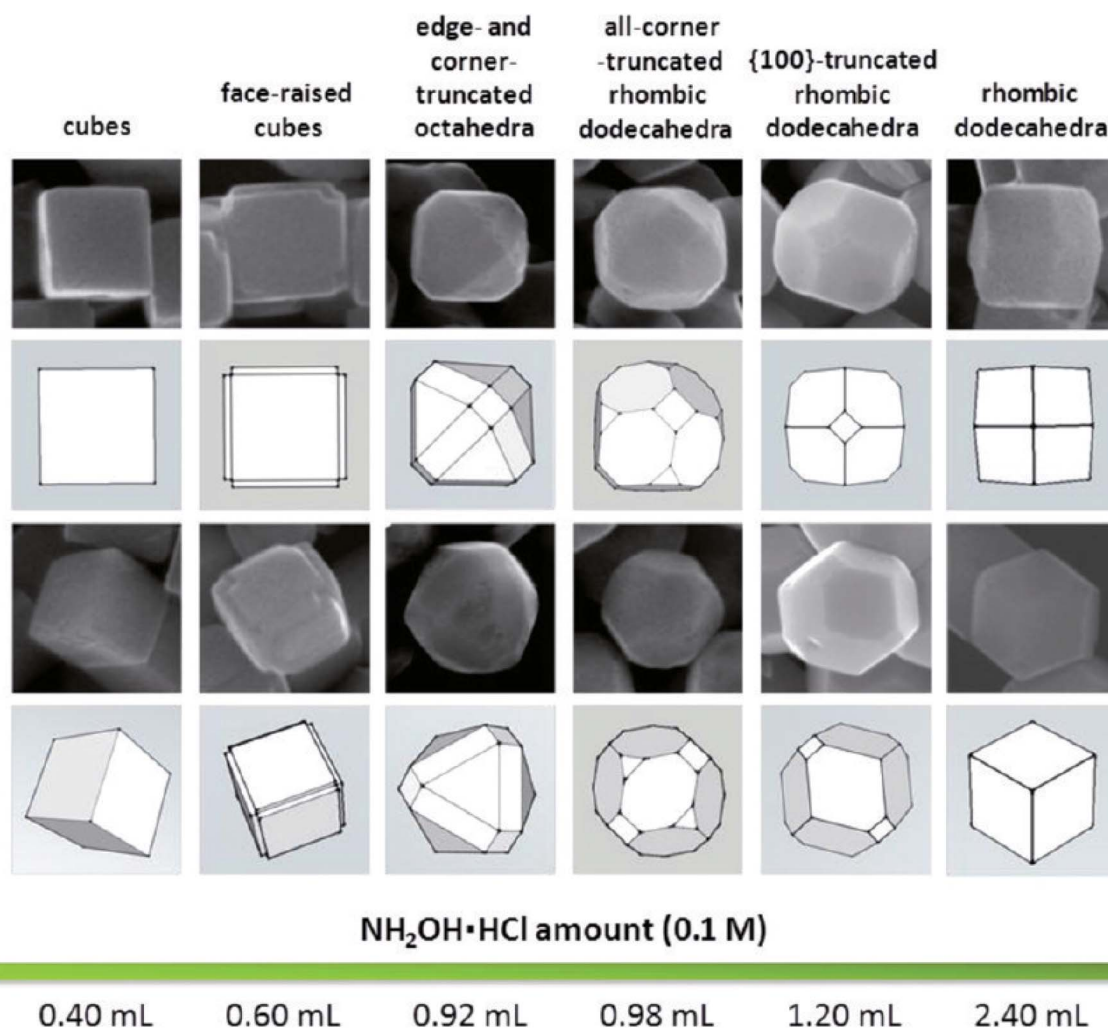 cubes
face-raised
cubes
edge- and
corner-
truncated
octahedra
all-corner
-truncated
rhombic
dodecahedra
{100}-truncated
rhombic
dodecahedra
rhombic
dodecahedra
NH₂OH·HCl amount (0.1 M)
0.40 mL
0.60 mL
0.92 mL
0.98 mL
1.20 mL
2.40 mL